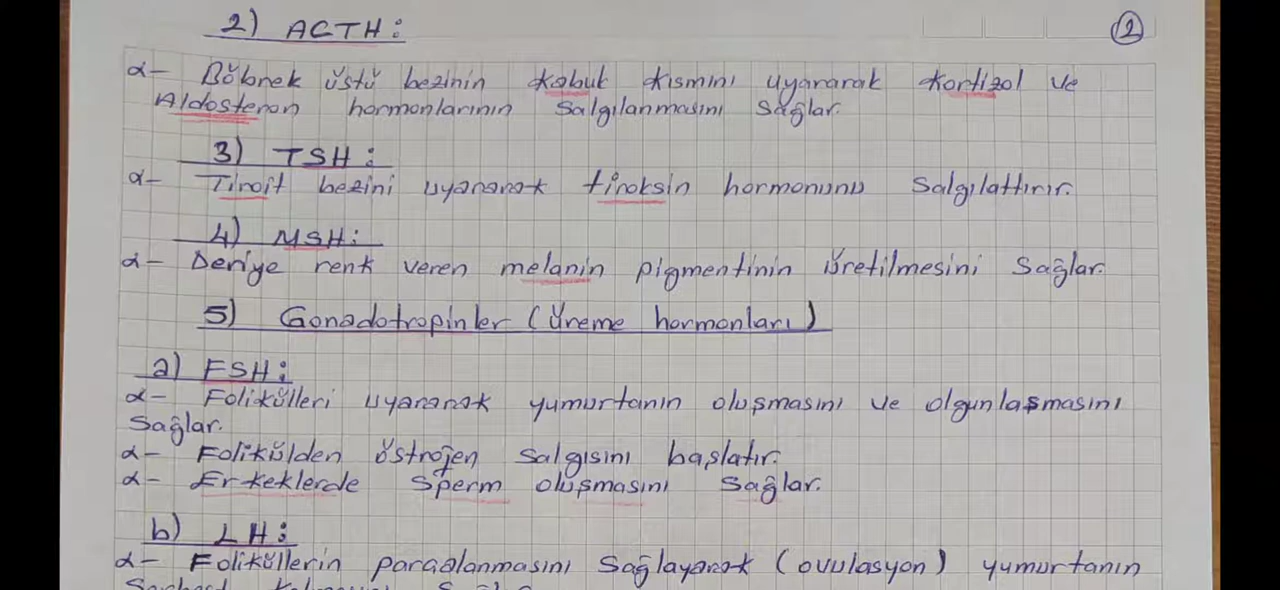 2) ACTH:
2
α- Böbrek üstü bezinin kabuk kısmını uyararak kortizol ve
Aldosteron hormonlarının salgılanmasını sağlar.
3) TSH:
α- Tiroit bezini uyararak tiroksin hormonunu salgılattırır.
4) MSH:
α- Deriye renk veren melanin pigmentinin üretilmesini sağlar.
5) Gonadotropinler (Üreme hormonları)
a) FSH:
α- Folikülleri uyararak yumurtanın oluşmasını ve olgunlaşmasını
sağlar.
α- Folikülden östrojen salgısını başlatır.
α- Erkeklerde sperm oluşmasını sağlar.
b) LH:
α- Foliküllerin parçalanmasını sağlayarak (ovulasyon) yumurtanın